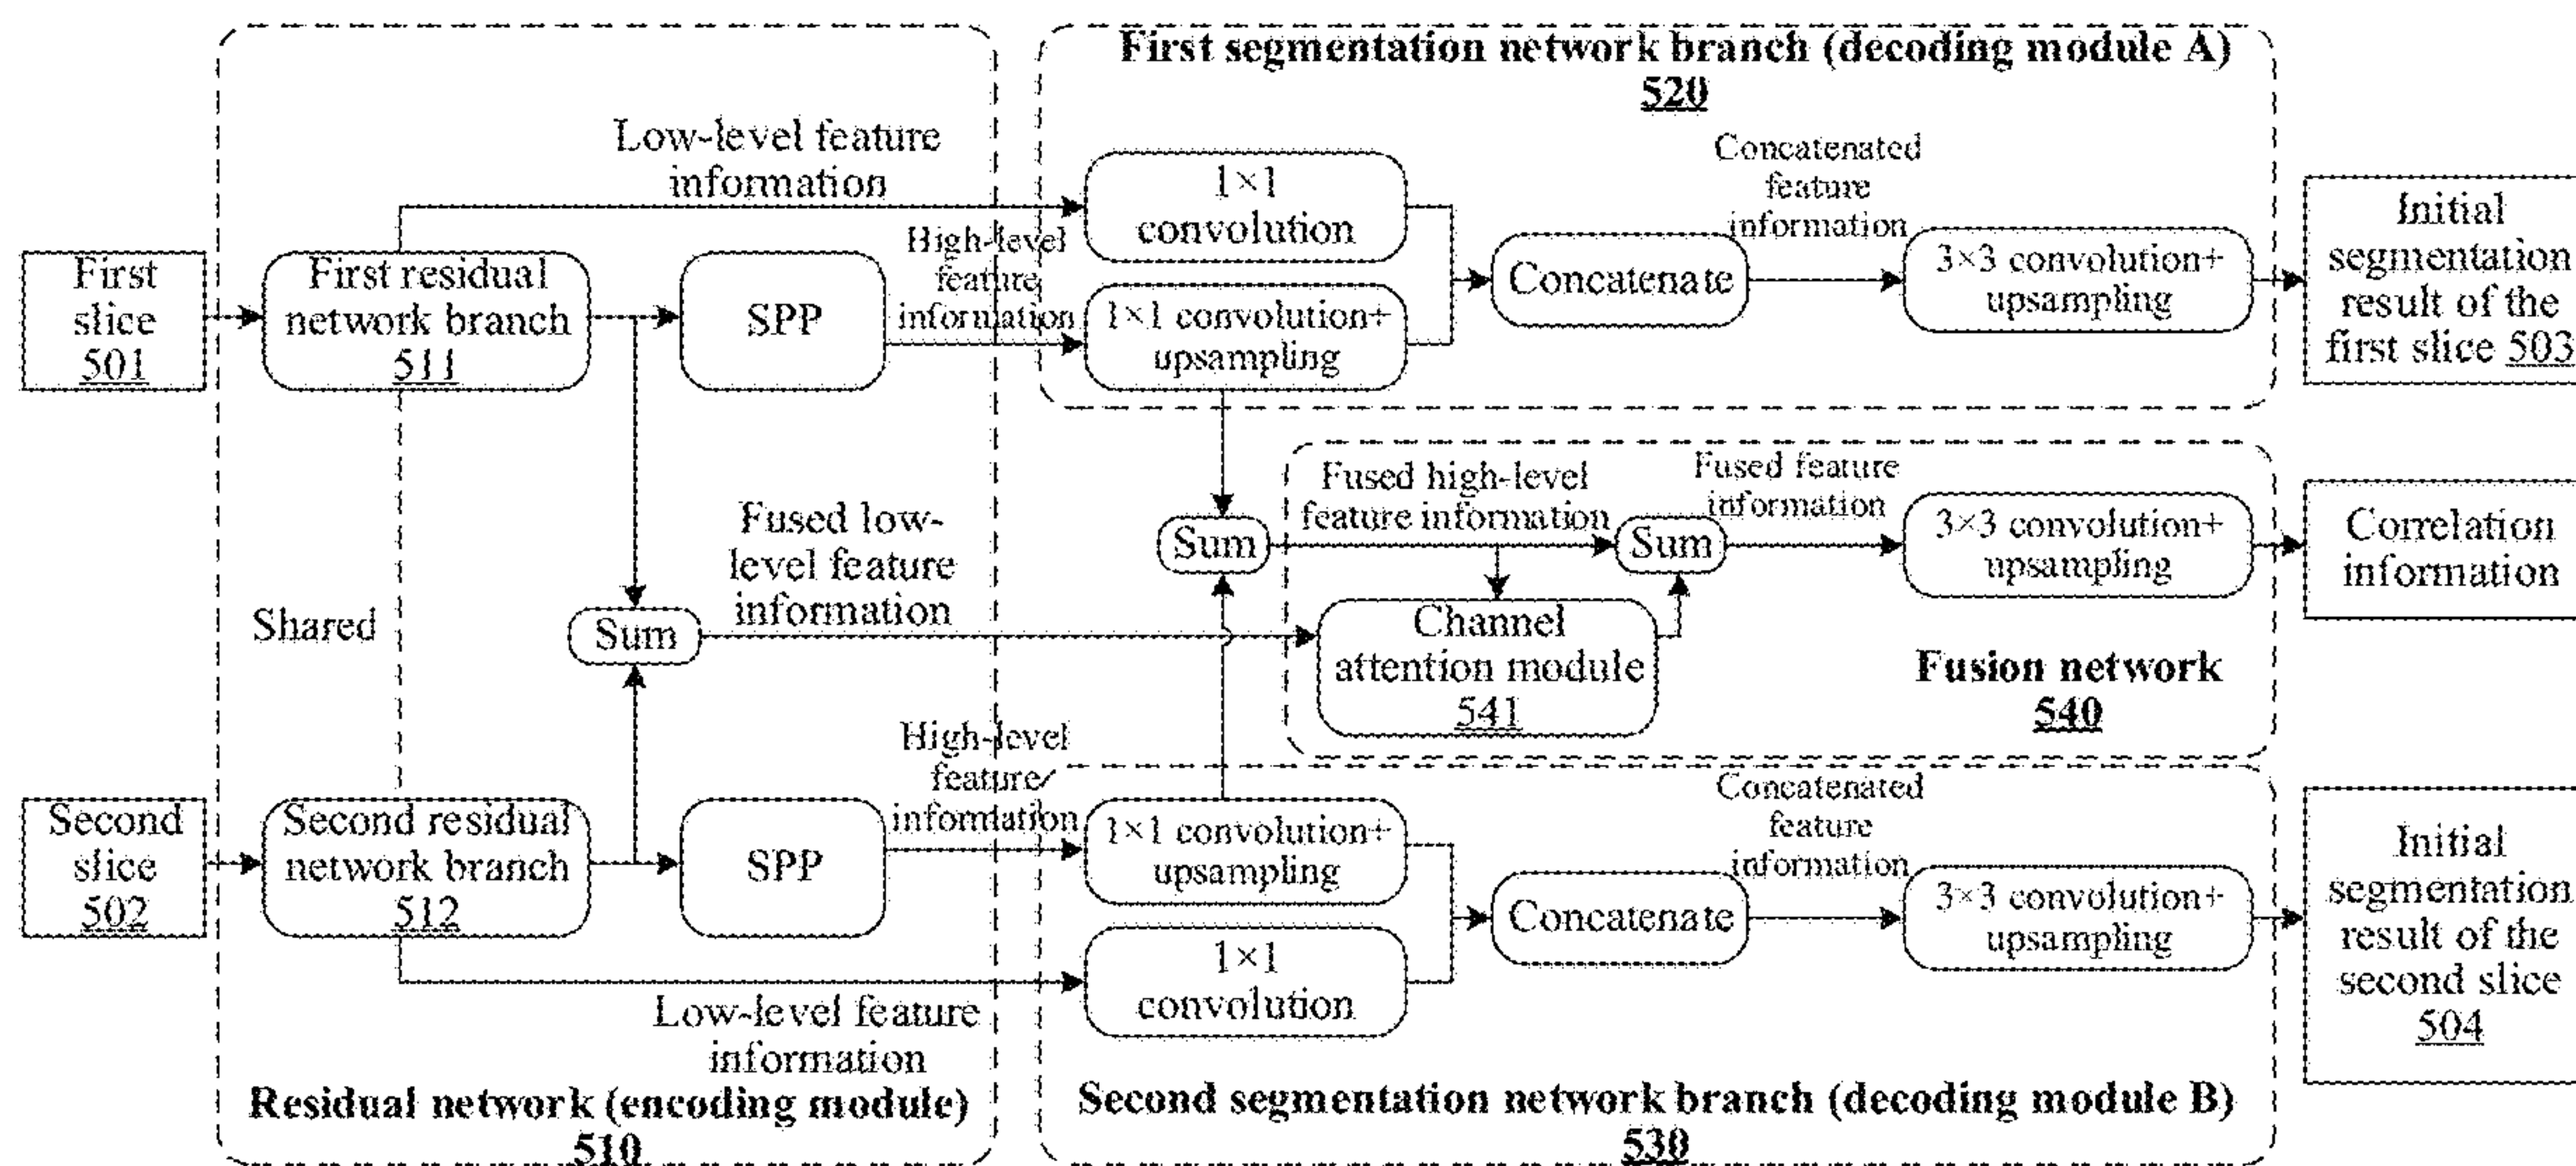 First segmentation network branch (decoding module A)
520
Low-level feature
information
Concatenated
feature
information
1×1
convolution
Initial
segmentation
result of the
first slice 503
First
slice
501
First residual
network branch
511
SPP
High-level
feature
information
1×1 convolution+
upsampling
Concatenate
3×3 convolution+
upsampling
Shared
Sum
Fused low-
level feature
information
Sum
Fused high-level
feature information
Sum
Fused feature
information
3×3 convolution+
upsampling
Correlation
information
Channel
attention module
541
Fusion network
540
Second
slice
502
Second residual
network branch
512
SPP
High-level
feature
information
1×1 convolution+
upsampling
Concatenate
Concatenated
feature
information
3×3 convolution+
upsampling
Initial
segmentation
result of the
second slice
504
1×1
convolution
Low-level feature
information
Residual network (encoding module)
510
Second segmentation network branch (decoding module B)
530